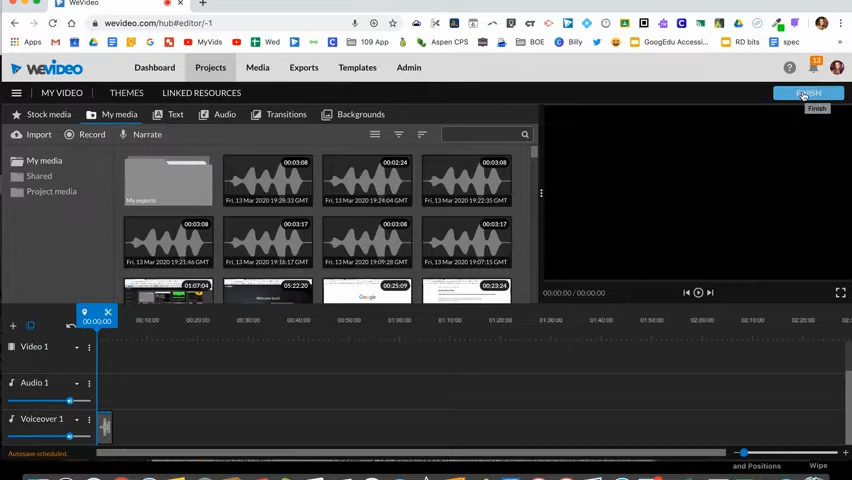 WeVideo
wevideo.com/hub#editor/-1
Apps
MyVids
Wed
109 App
Aspen CPS
BOE
Billy
GoogEdu Accessi...
RD bits
spec
WEVIDEO
Dashboard
Projects
Media
Exports
Templates
Admin
13
MY VIDEO
THEMES
LINKED RESOURCES
FINISH
Finish
Stock media
My media
Text
Audio
Transitions
Backgrounds
Import
Record
Narrate
My media
Shared
Project media
My exports
00:03:08
Fri, 13 Mar 2020 19:28:33 GMT
00:02:24
Fri, 13 Mar 2020 19:24:04 GMT
00:03:08
Fri, 13 Mar 2020 19:22:35 GMT
00:03:08
Fri, 13 Mar 2020 19:21:46 GMT
00:03:17
Fri, 13 Mar 2020 19:16:27 GMT
00:03:08
Fri, 13 Mar 2020 19:09:28 GMT
00:03:17
Fri, 13 Mar 2020 19:07:15 GMT
01:07:04
05:22:20
00:25:09
Google
00:23:24
00:00:00 / 00:00:00
00:00:00
00:10:00
00:20:00
00:30:00
00:40:00
00:50:00
01:00:00
01:10:00
01:20:00
01:30:00
01:40:00
01:50:00
02:00:00
02:10:00
02:20:00
Video 1
Audio 1
Voiceover 1
Autosave scheduled.
and Positions
Wipe